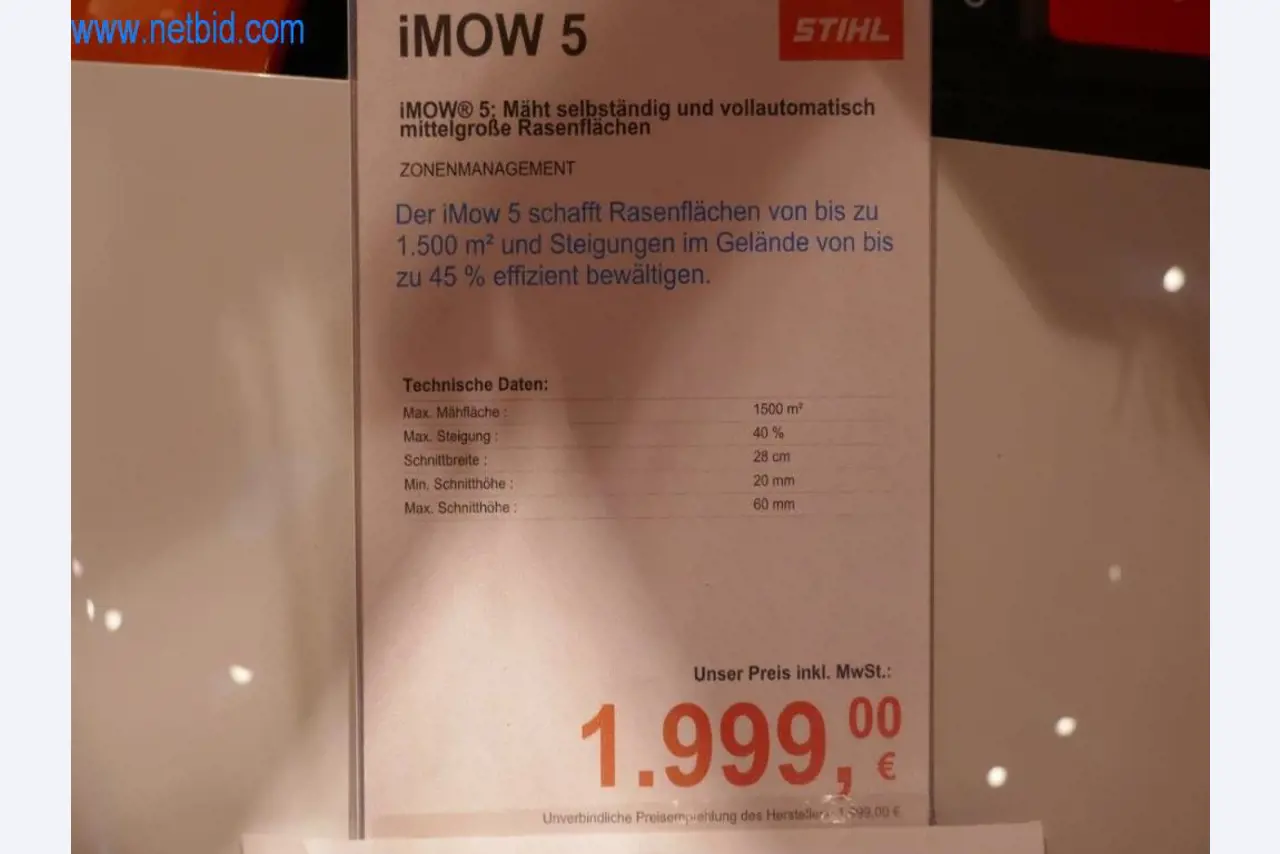 www.netbid.com
iMOW 5
STIHL
iMOW® 5: Mäht selbständig und vollautomatisch
mittelgroße Rasenflächen
ZONENMANAGEMENT
Der iMow 5 schafft Rasenflächen von bis zu
1.500 m² und Steigungen im Gelände von bis
zu 45 % effizient bewältigen.
Technische Daten:
Max. Mähfläche : 1500 m²
Max. Steigung : 40 %
Schnittbreite : 28 cm
Min. Schnitthöhe : 20 mm
Max. Schnitthöhe : 60 mm
Unser Preis inkl. MwSt.:
1.999,00 €
Unverbindliche Preisempfehlung des Herstellers